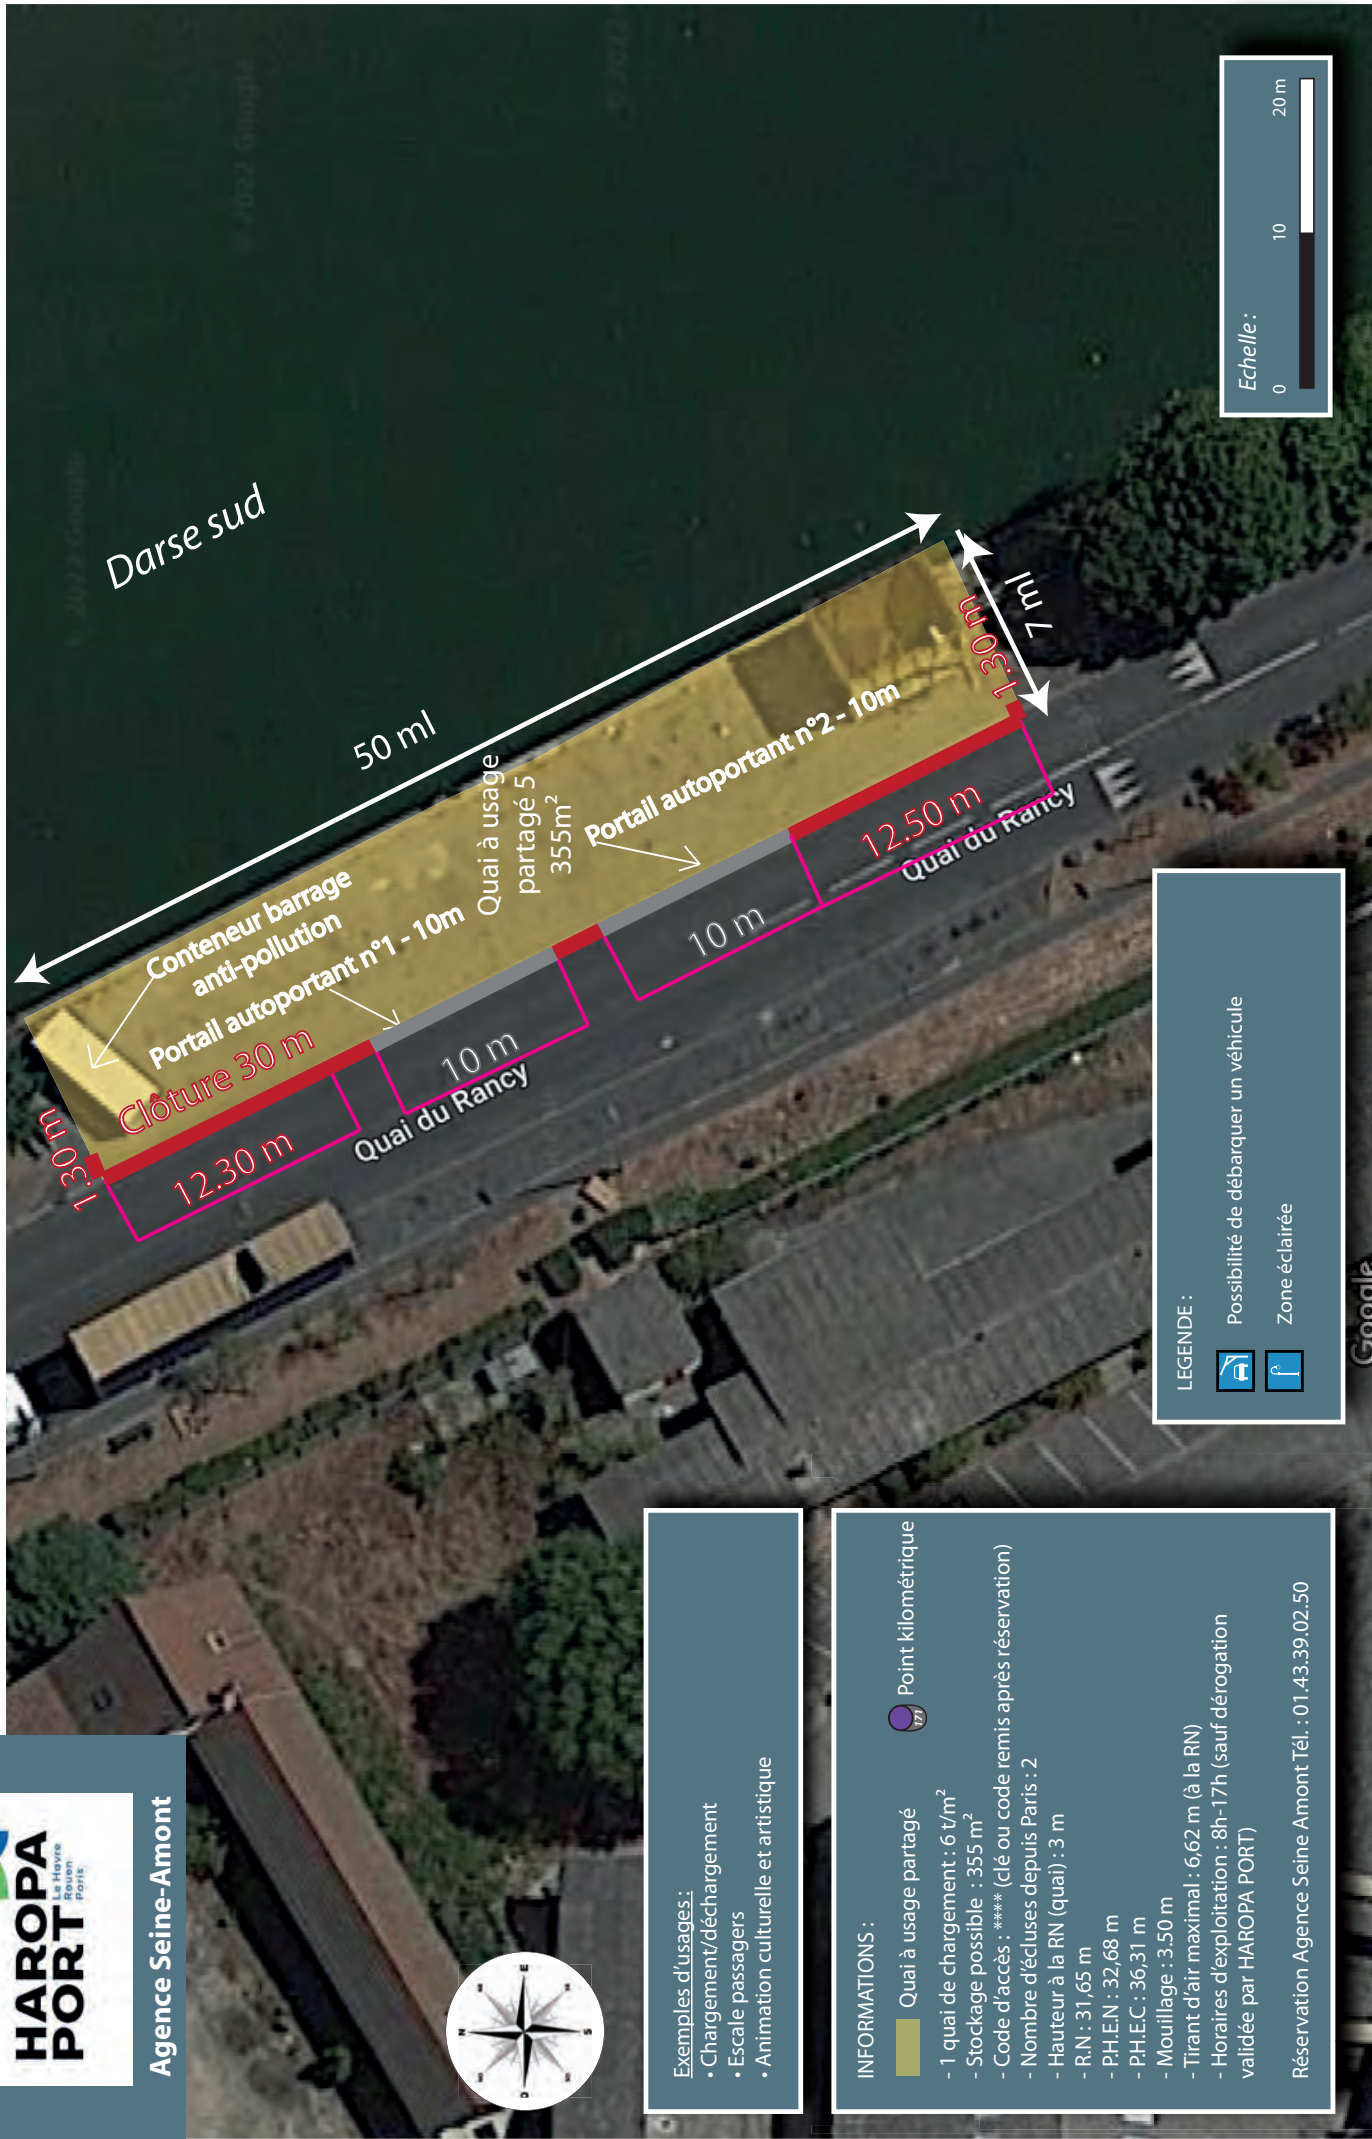 HAROPA
PORT
Le Havre
Rouen
Paris
Agence Seine-Amont
Darse sud
50 ml
7 ml
Conteneur barrage
anti-pollution
Portail autoportant n°1 - 10m
Clôture 30 m
1.30 m
12.30 m
10 m
Quai du Rancy
Quai à usage
partagé 5
355m²
Portail autoportant n°2 - 10m
10 m
12.50 m
1.30 m
Quai du Rancy
Echelle :
0 10 20 m
N
E
S
O
Exemples d'usages :
• Chargement/déchargement
• Escale passagers
• Animation culturelle et artistique
INFORMATIONS :
Quai à usage partagé
171
Point kilométrique
- 1 quai de chargement : 6 t/m²
- Stockage possible : 355 m²
- Code d'accès : **** (clé ou code remis après réservation)
- Nombre d'écluses depuis Paris : 2
- Hauteur à la RN (quai) : 3 m
- R.N : 31,65 m
- P.H.E.N : 32,68 m
- P.H.E.C : 36,31 m
- Mouillage : 3.50 m
- Tirant d'air maximal : 6,62 m (à la RN)
- Horaires d'exploitation : 8h-17h (sauf dérogation
validée par HAROPA PORT)
Réservation Agence Seine Amont Tél. : 01.43.39.02.50
LEGENDE :
Possibilité de débarquer un véhicule
Zone éclairée
Google
2022 Google
2022 Google
2022